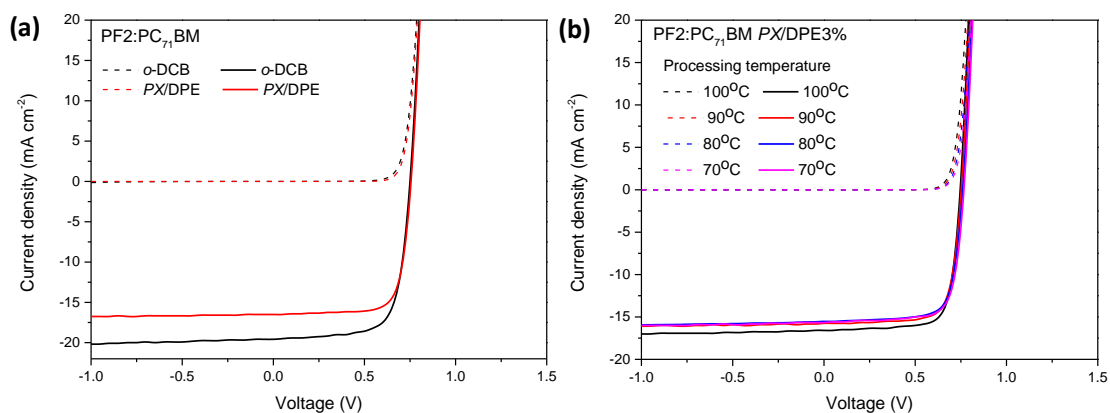 (a)
PF2:PC71BM
o-DCB o-DCB
PX/DPE PX/DPE
Current density (mA cm-2)
20
15
10
5
0
-5
-10
-15
-20
-1.0 -0.5 0.0 0.5 1.0 1.5
Voltage (V)
(b)
PF2:PC71BM PX/DPE3%
Processing temperature
100OC 100OC
90OC 90OC
80OC 80OC
70OC 70OC
Current density (mA cm-2)
20
15
10
5
0
-5
-10
-15
-20
-1.0 -0.5 0.0 0.5 1.0 1.5
Voltage (V)